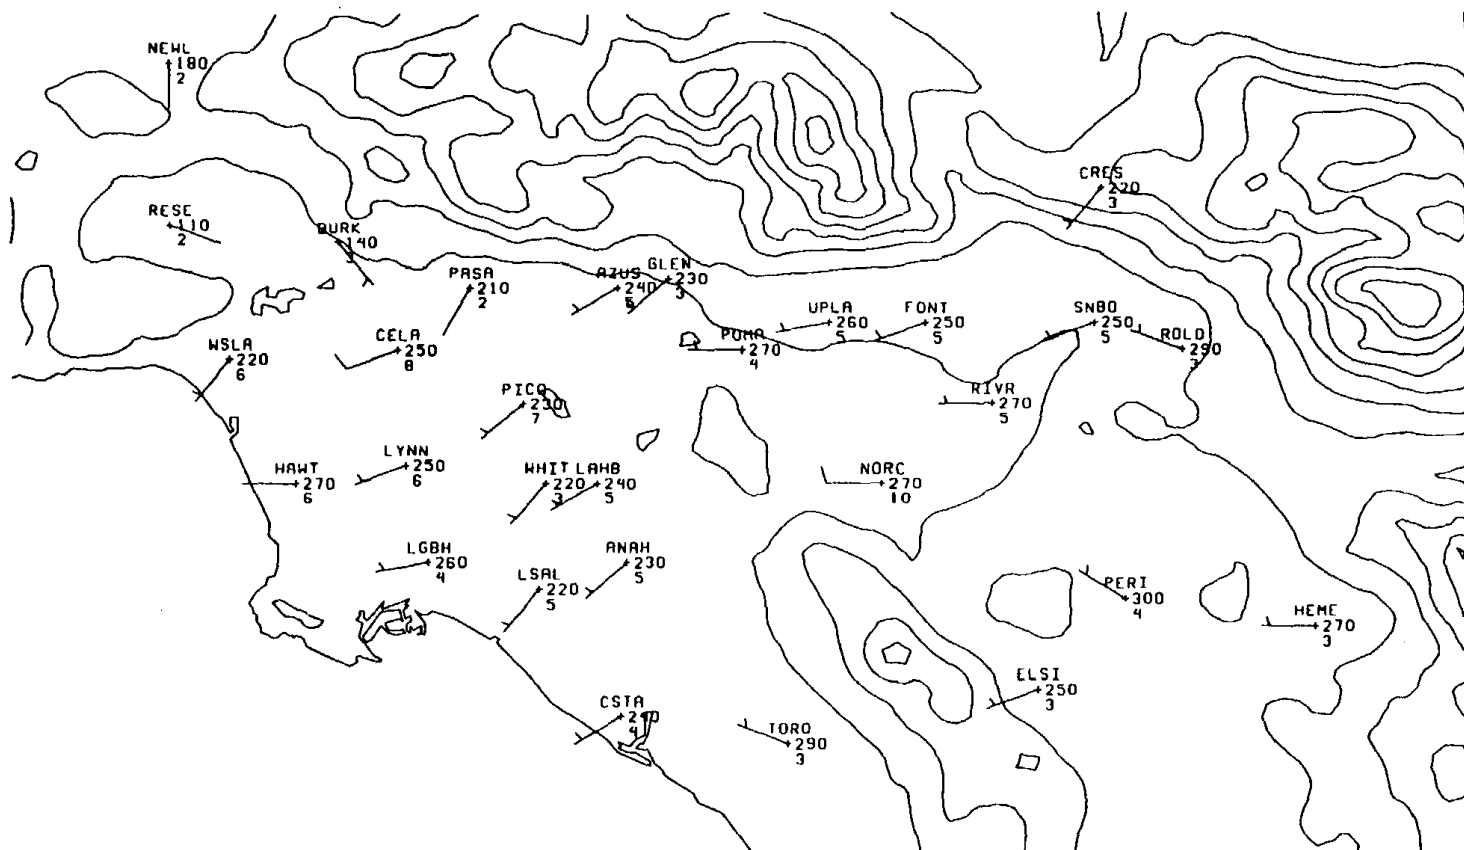 NEWL
180
2
CRES
220
3
RESE
110
2
BURK
140
3
PASA
210
2
AZUS
240
5
GLEN
230
3
UPLA
260
5
FONT
250
5
SNBO
250
5
ROLD
290
3
WSLA
220
6
CELA
250
8
POMA
270
4
PICO
230
7
RIVR
270
5
LYNN
250
6
HAWT
270
6
WHIT
220
3
LAHB
240
5
NORC
270
10
LGBH
260
4
ANAH
230
5
LSAL
220
5
PERI
300
4
HEME
270
3
ELSI
250
3
CSTA
240
4
TORO
290
3